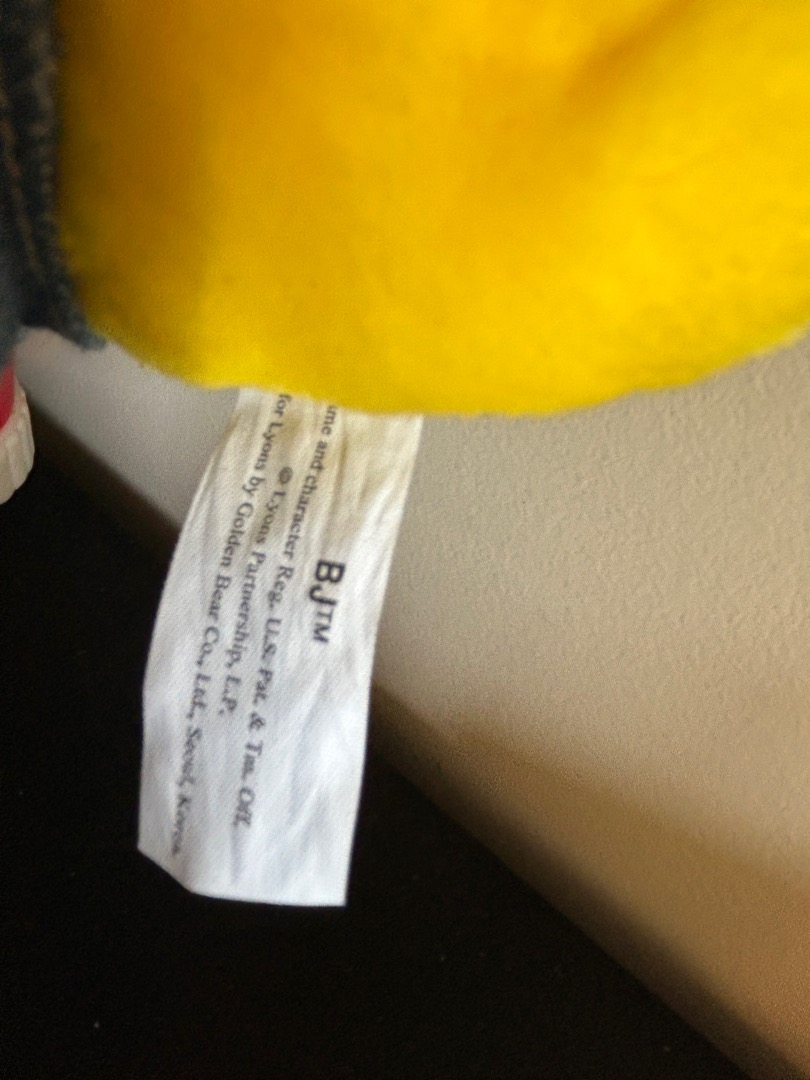 BJ™
me and character Reg. U.S. Pat. & Tm. Off.
© Lyons Partnership, L.P.
for Lyons by Golden Bear Co., Ltd., Seoul, Korea